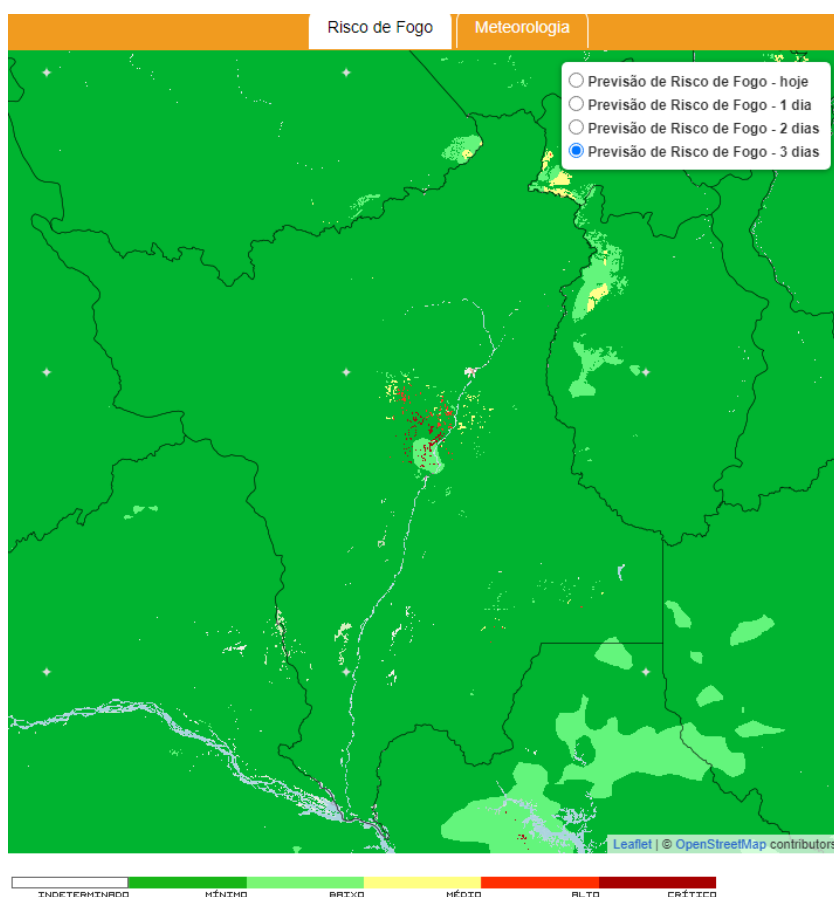 Risco de Fogo Meteorologia
Previsão de Risco de Fogo - hoje
Previsão de Risco de Fogo - 1 dia
Previsão de Risco de Fogo - 2 dias
Previsão de Risco de Fogo - 3 dias
Leaflet | © OpenStreetMap contributors
INDETERMINADO MÍNIMO BAIXO MÉDIO ALTO CRÍTICO